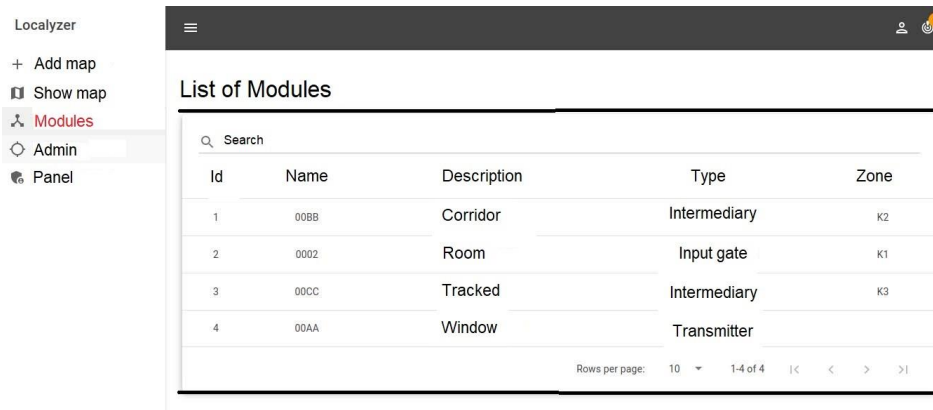 Localyzer
Add map
Show map
Modules
Admin
Panel
List of Modules
Search
Id Name Description Type Zone
1 00BB Corridor Intermediary K2
2 0002 Room Input gate K1
3 00CC Tracked Intermediary K3
4 00AA Window Transmitter
Rows per page: 10 1-4 of 4